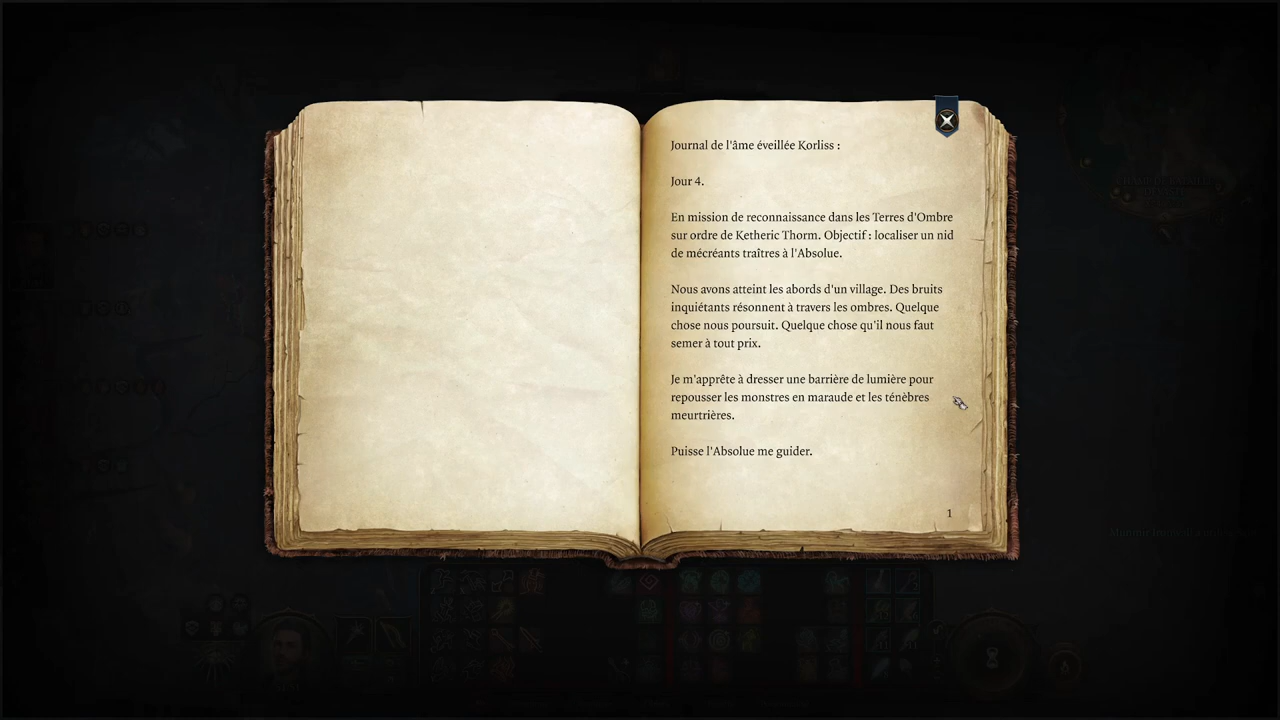 Journal de l'âme éveillée Korliss :
Jour 4.
En mission de reconnaissance dans les Terres d'Ombre
sur ordre de Ketheric Thorm. Objectif : localiser un nid
de mécréants traîtres à l'Absolue.
Nous avons atteint les abords d'un village. Des bruits
inquiétants résonnent à travers les ombres. Quelque
chose nous poursuit. Quelque chose qu'il nous faut
semer à tout prix.
Je m'apprête à dresser une barrière de lumière pour
repousser les monstres en maraude et les ténèbres
meurtrières.
Puisse l'Absolue me guider.
1